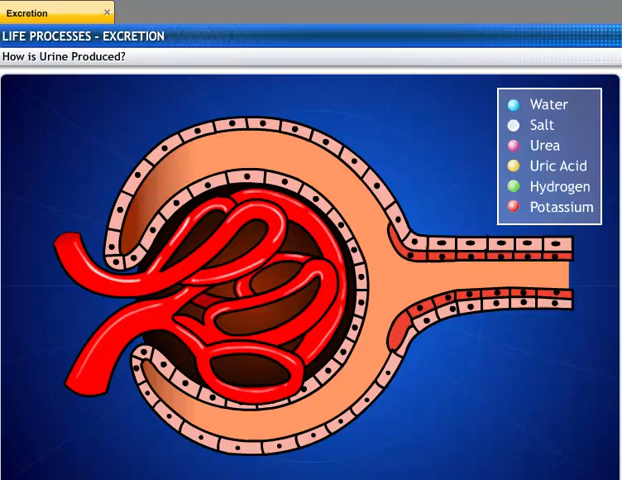 Excretion
LIFE PROCESSES - EXCRETION
How is Urine Produced?
Water
Salt
Urea
Uric Acid
Hydrogen
Potassium